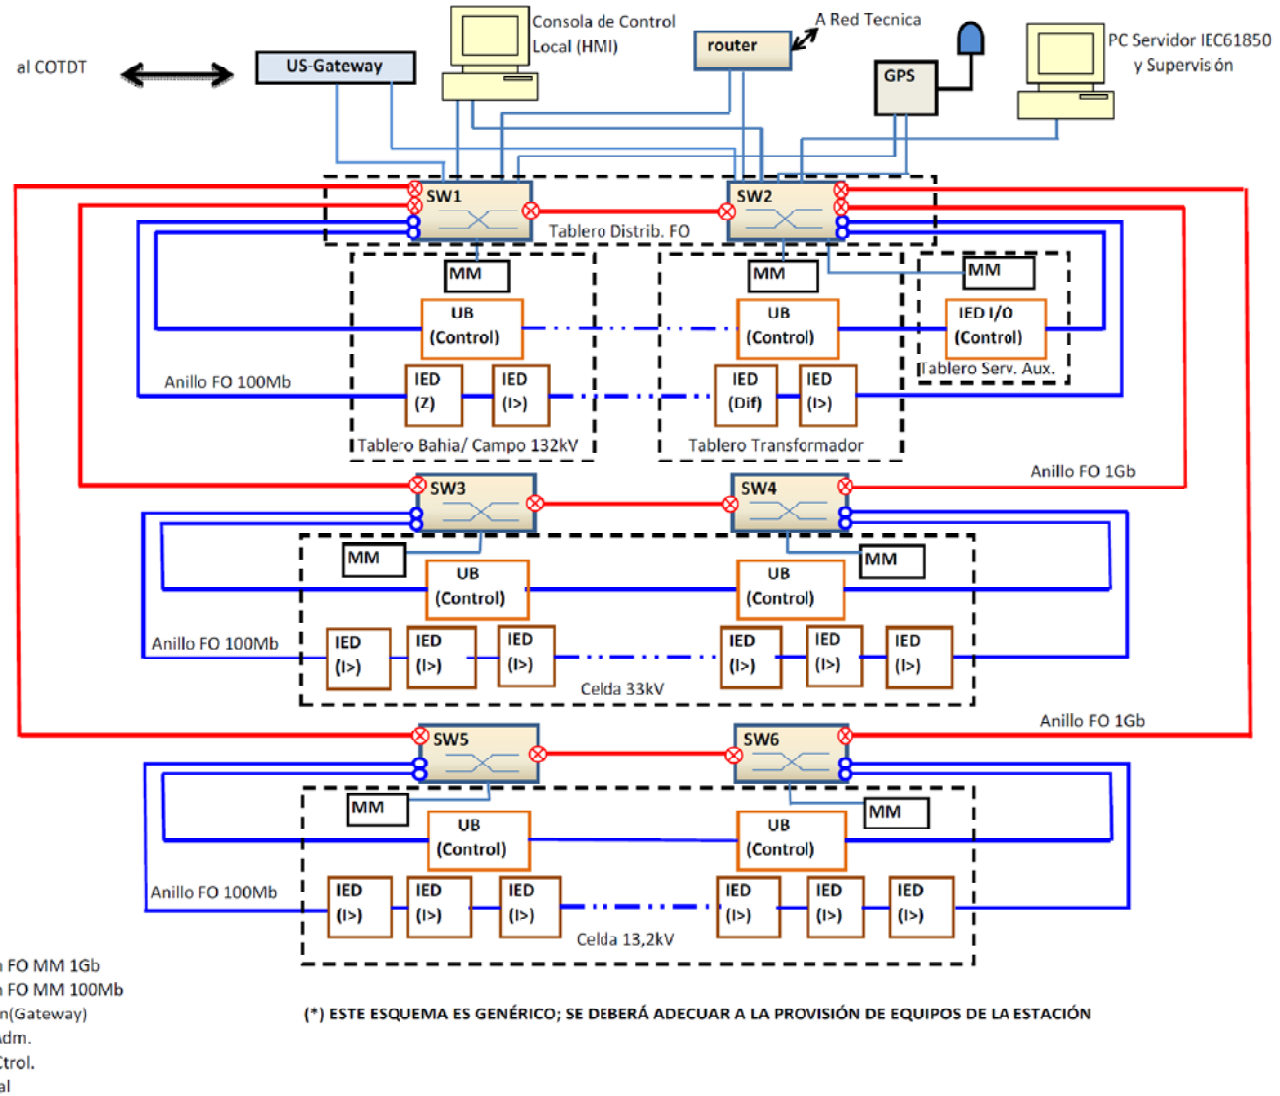 Consola de Control
Local (HMI)
A Red Tecnica
router
PC Servidor IEC61850
y Supervisión
al COTDT
US-Gateway
GPS
SW1
SW2
Tablero Distrib. FO
MM
MM
MM
UB
(Control)
UB
(Control)
IED I/0
(Control)
Tablero Serv. Aux.
Anillo FO 100Mb
IED
(Z)
IED
(I>)
IED
(Dif)
IED
(I>)
Tablero Bahia/ Campo 132kV
Tablero Transformador
Anillo FO 1Gb
SW3
SW4
MM
MM
UB
(Control)
UB
(Control)
Anillo FO 100Mb
IED
(I>)
IED
(I>)
IED
(I>)
IED
(I>)
IED
(I>)
IED
(I>)
Celda 33kV
Anillo FO 1Gb
SW5
SW6
MM
MM
UB
(Control)
UB
(Control)
Anillo FO 100Mb
IED
(I>)
IED
(I>)
IED
(I>)
IED
(I>)
IED
(I>)
IED
(I>)
Celda 13,2kV
FO MM 1Gb
FO MM 100Mb
n(Gateway)
Adm.
Ctrol.
al
(*) ESTE ESQUEMA ES GENÉRICO; SE DEBERÁ ADECUAR A LA PROVISIÓN DE EQUIPOS DE LA ESTACIÓN